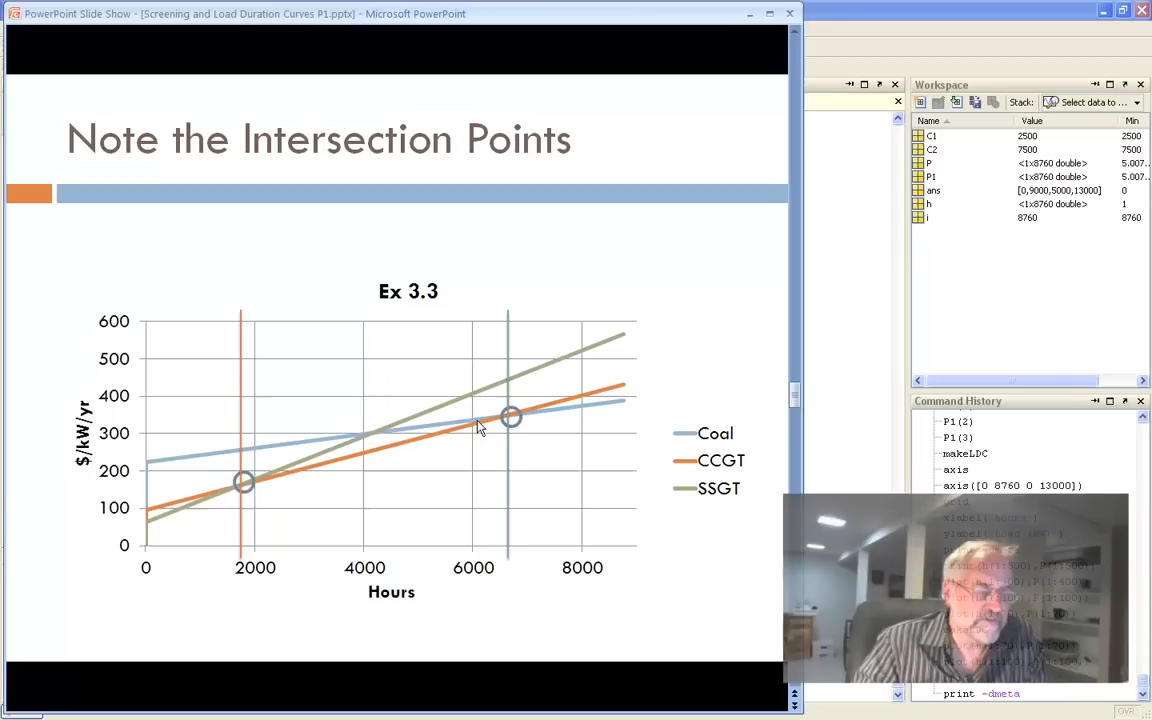 PowerPoint Slide Show - [Screening and Load Duration Curves P1.pptx] - Microsoft PowerPoint
Note the Intersection Points
Ex 3.3
$/kW/yr
600
500
400
300
200
100
0
0 2000 4000 6000 8000
Hours
Coal
CCGT
SSGT
Workspace
Stack: Select data to ...
Name Value Min
C1 2500 2500
C2 7500 7500
P <1x8760 double> 5.007...
P1 <1x8760 double> 5.007...
ans [0,9000,5000,13000] 0
h <1x8760 double> 1
i 8760 8760
Command History
P1(2)
P1(3)
makeLDC
axis
axis([0 8760 0 13000])
grid
xlabel('hours')
print -dmeta
OVR